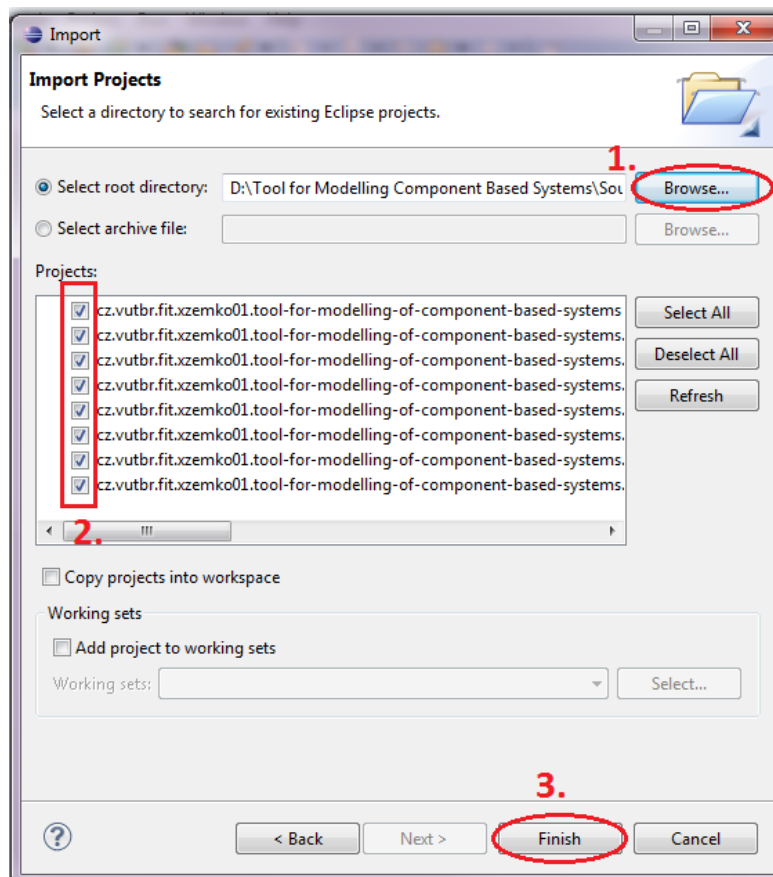 Import
Import Projects
Select a directory to search for existing Eclipse projects.
1.
Select root directory: D:\Tool for Modelling Component Based Systems\Sou Browse...
Select archive file: Browse...
Projects:
cz.vutbr.fit.xzemko01.tool-for-modelling-of-component-based-systems Select All
cz.vutbr.fit.xzemko01.tool-for-modelling-of-component-based-systems.
cz.vutbr.fit.xzemko01.tool-for-modelling-of-component-based-systems. Deselect All
cz.vutbr.fit.xzemko01.tool-for-modelling-of-component-based-systems.
cz.vutbr.fit.xzemko01.tool-for-modelling-of-component-based-systems. Refresh
cz.vutbr.fit.xzemko01.tool-for-modelling-of-component-based-systems.
cz.vutbr.fit.xzemko01.tool-for-modelling-of-component-based-systems.
cz.vutbr.fit.xzemko01.tool-for-modelling-of-component-based-systems.
2.
Copy projects into workspace
Working sets
Add project to working sets
Working sets: Select...
3.
? < Back Next > Finish Cancel